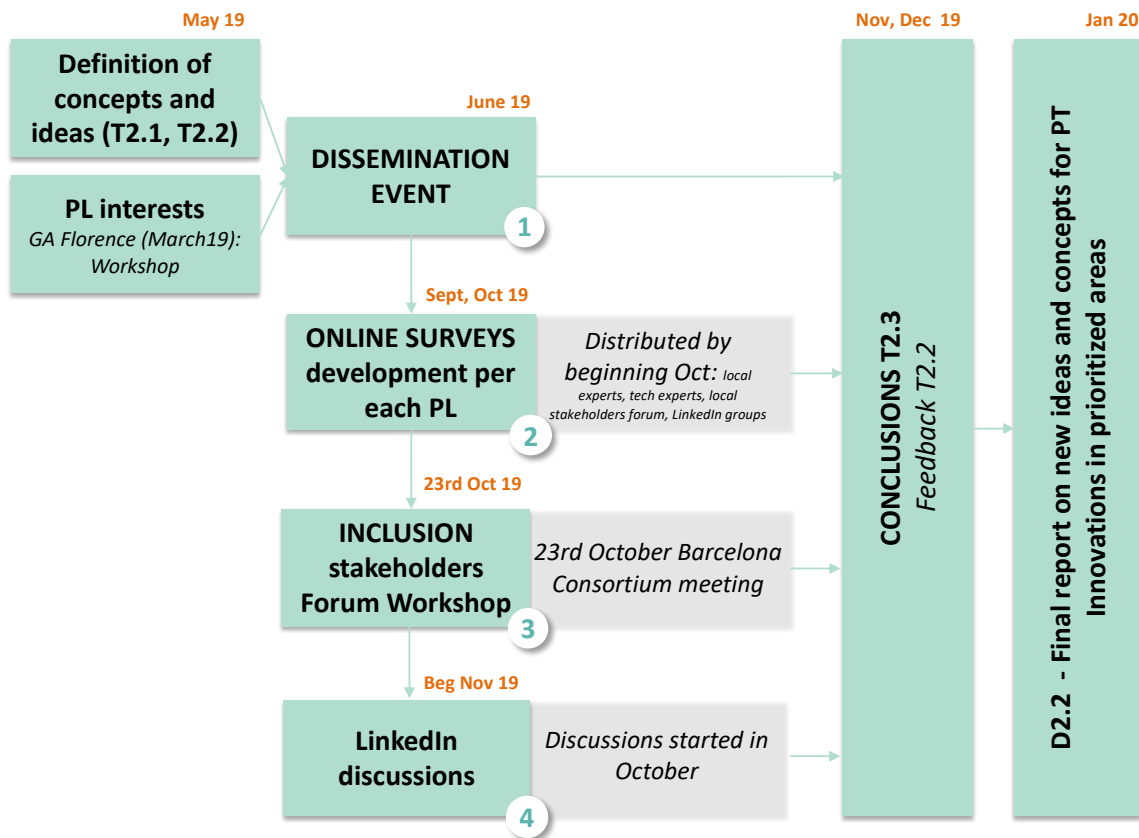 May 19
Definition of
concepts and
ideas (T2.1, T2.2)
PL interests
GA Florence (March19):
Workshop
June 19
DISSEMINATION
EVENT
1
Sept, Oct 19
ONLINE SURVEYS
development per
each PL
2
Distributed by
beginning Oct: local
experts, tech experts, local
stakeholders forum, LinkedIn groups
23rd Oct 19
INCLUSION
stakeholders
Forum Workshop
3
23rd October Barcelona
Consortium meeting
Beg Nov 19
LinkedIn
discussions
4
Discussions started in
October
Nov, Dec 19
CONCLUSIONS T2.3
Feedback T2.2
Jan 20
D2.2 - Final report on new ideas and concepts for PT
Innovations in prioritized areas